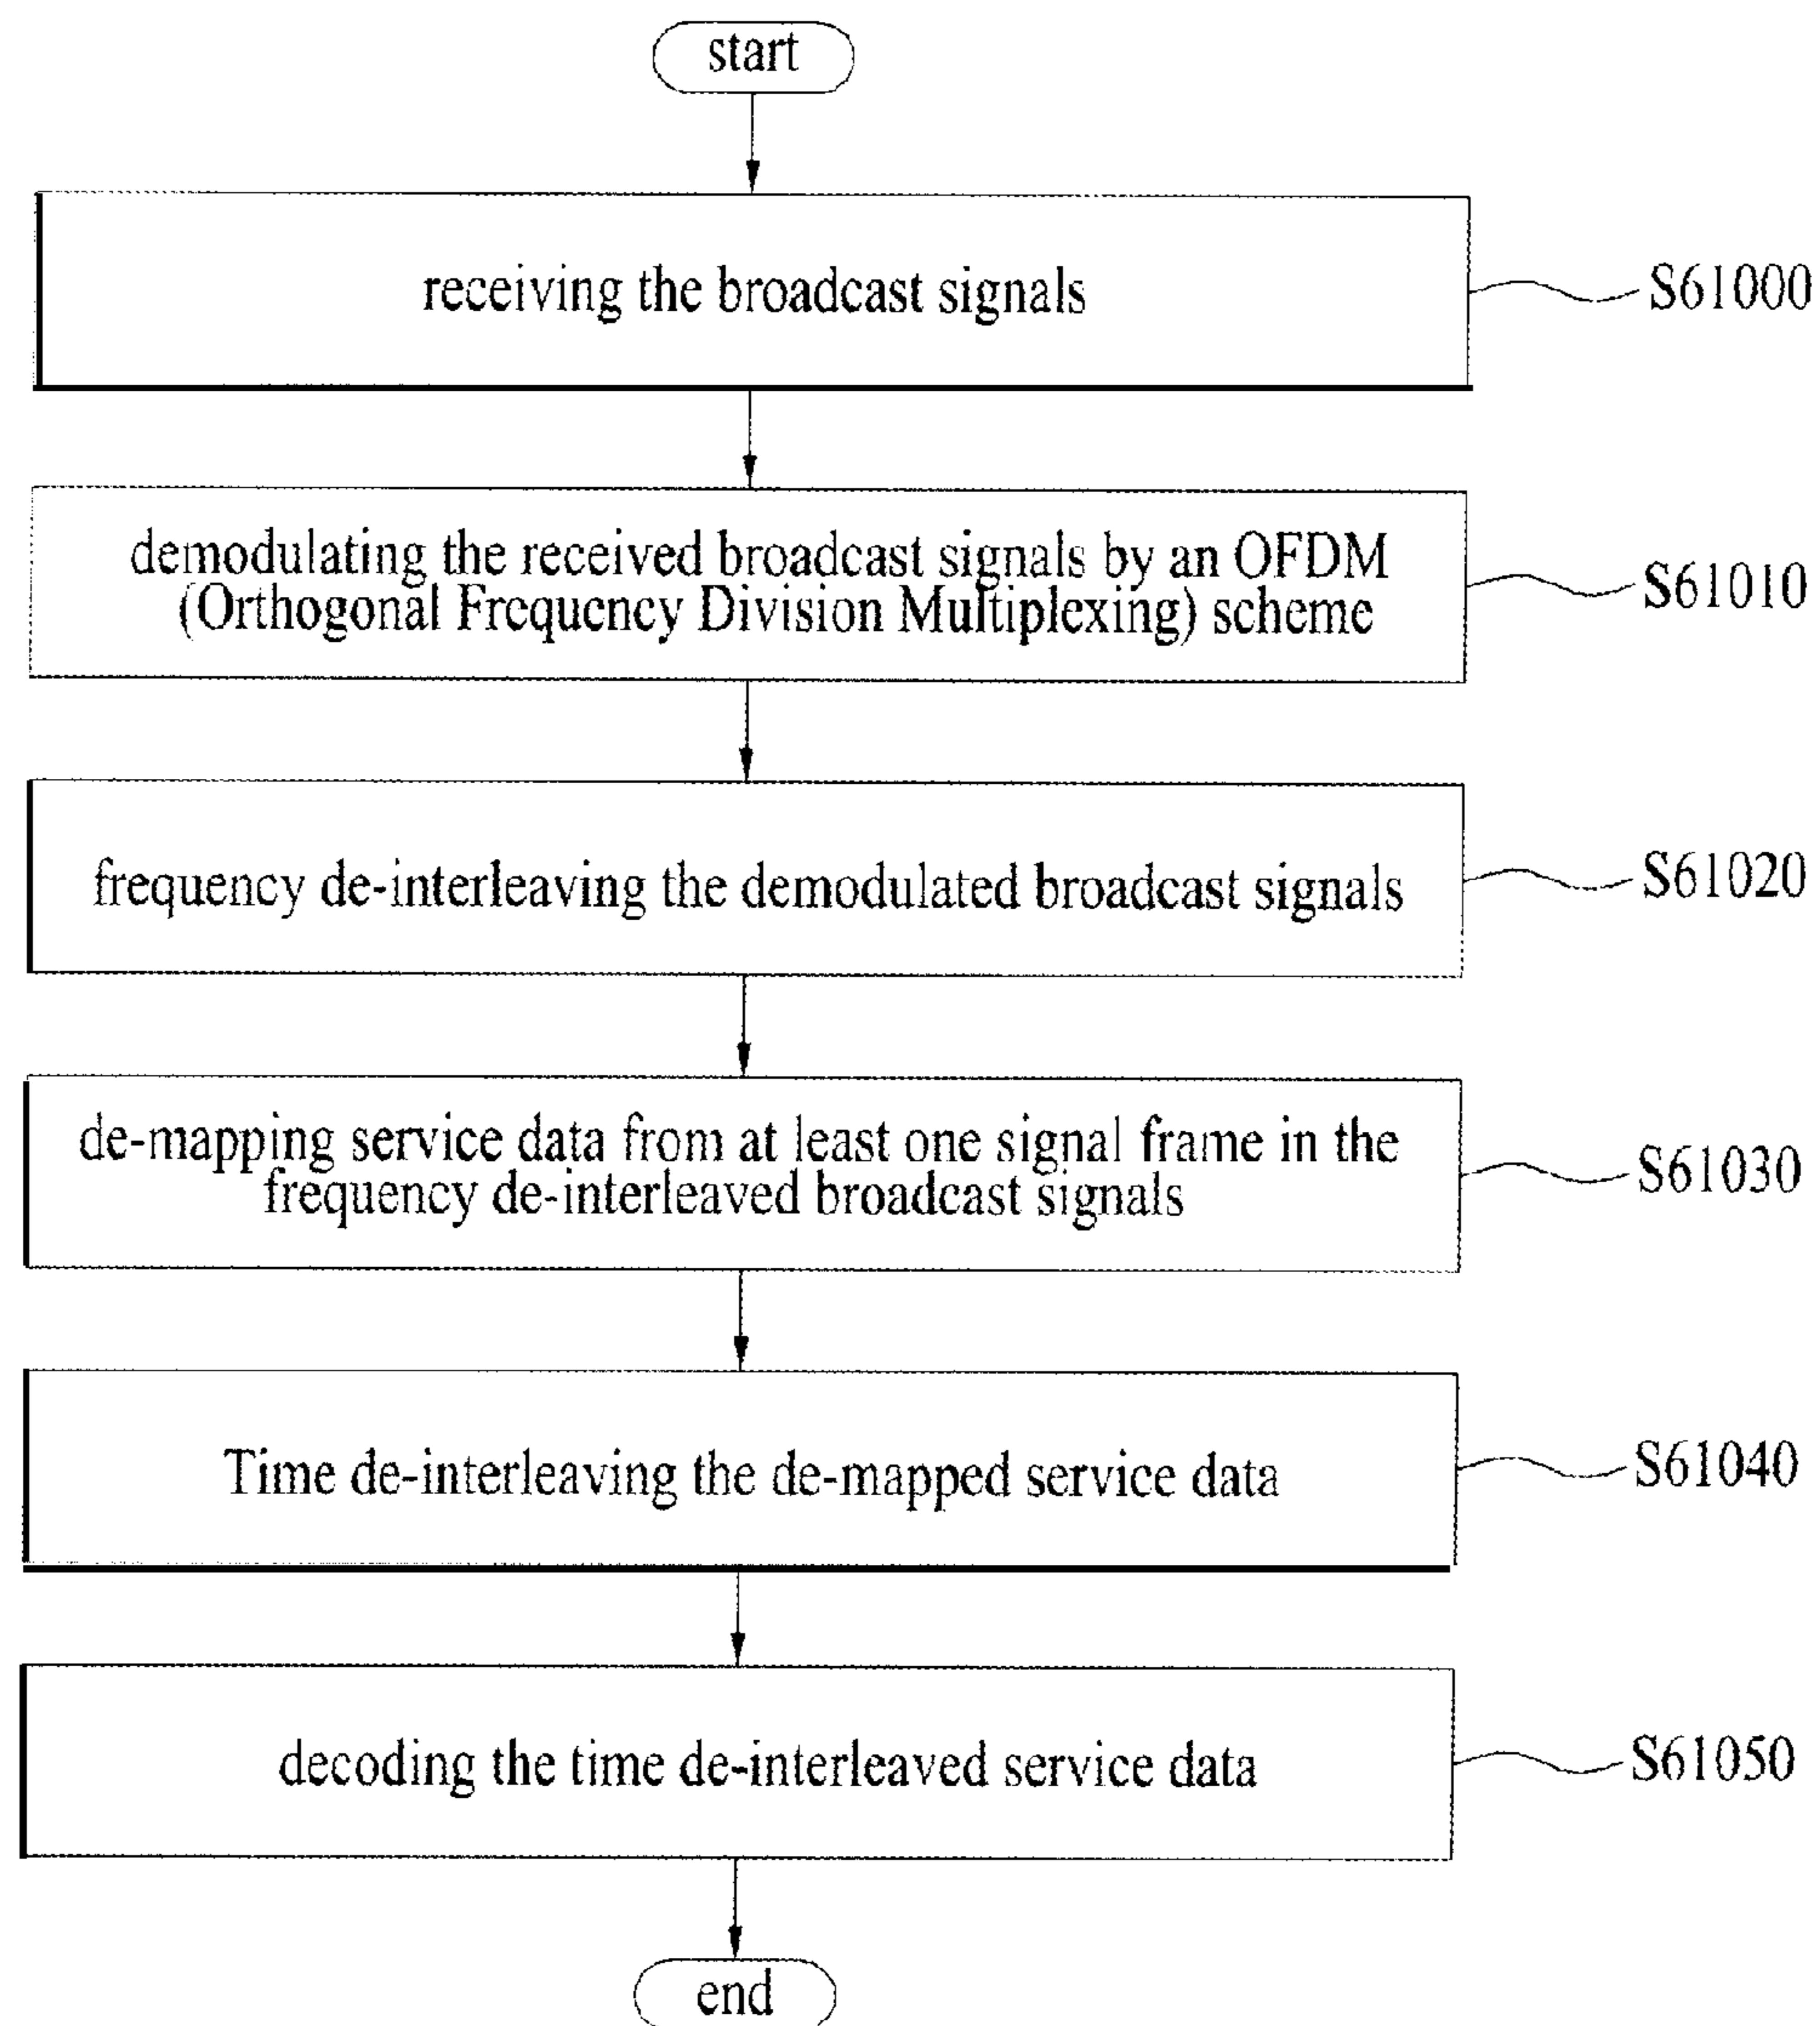 start
receiving the broadcast signals
S61000
demodulating the received broadcast signals by an OFDM
(Orthogonal Frequency Division Multiplexing) scheme
S61010
frequency de-interleaving the demodulated broadcast signals
S61020
de-mapping service data from at least one signal frame in the
frequency de-interleaved broadcast signals
S61030
Time de-interleaving the de-mapped service data
S61040
decoding the time de-interleaved service data
S61050
end